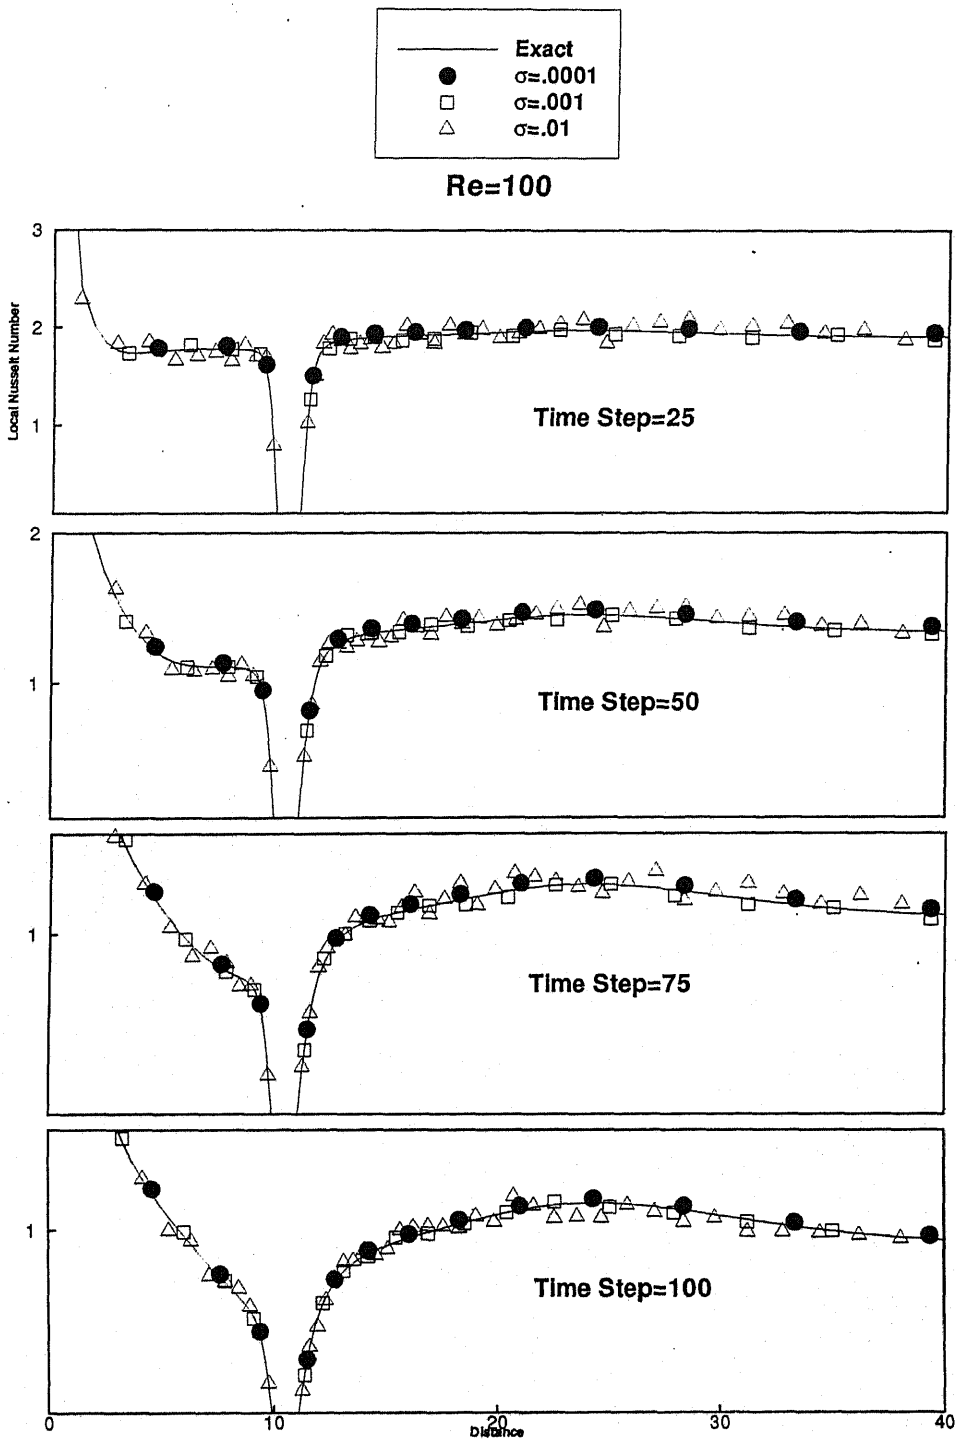 Exact
σ=.0001
σ=.001
σ=.01
Re=100
3
2
1
Local Nusselt Number
Time Step=25
2
1
Time Step=50
1
Time Step=75
1
Time Step=100
0
10
20
30
40
Distance